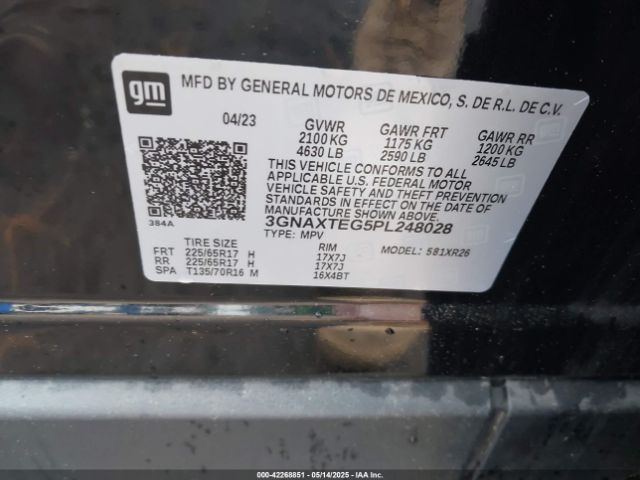 gm
MFD BY GENERAL MOTORS DE MEXICO, S. DE R.L. DE C.V.
04/23 GVWR GAWR FRT GAWR RR
2100 KG 1175 KG 1200 KG
4630 LB 2590 LB 2645 LB
THIS VEHICLE CONFORMS TO ALL
APPLICABLE U.S. FEDERAL MOTOR
VEHICLE SAFETY AND THEFT PREVENTION
STANDARDS IN EFFECT ON THE DATE OF
MANUFACTURE SHOWN ABOVE.
384A 3GNAXTEG5PL248028
TYPE: MPV MODEL: 581XR26
TIRE SIZE RIM
FRT 225/65R17 H 17X7J
RR 225/65R17 H 17X7J
SPA T135/70R16 M 16X4BT
000-42268851 - 05/14/2025 - IAAI.COM